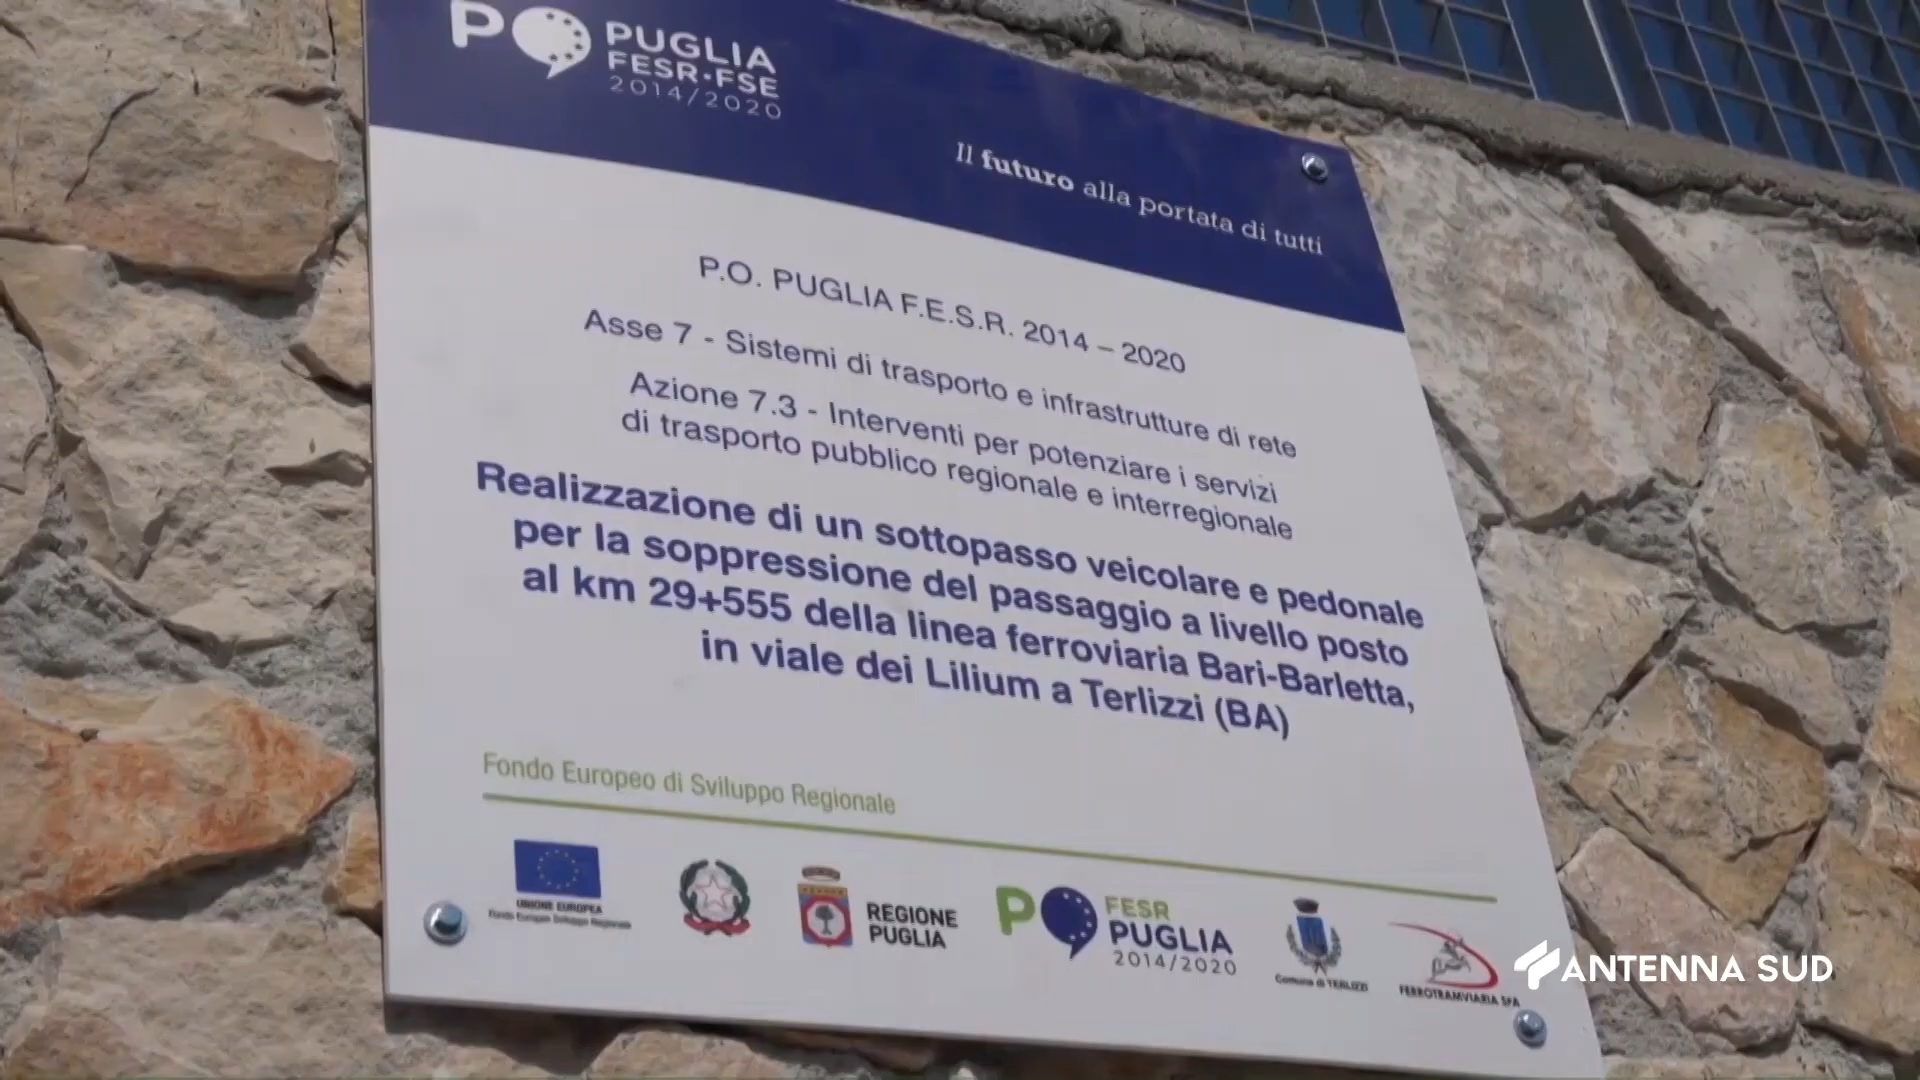 PO PUGLIA
FESR•FSE
2014/2020
Il futuro alla portata di tutti
P.O. PUGLIA F.E.S.R. 2014 – 2020
Asse 7 - Sistemi di trasporto e infrastrutture di rete
Azione 7.3 - Interventi per potenziare i servizi
di trasporto pubblico regionale e interregionale
Realizzazione di un sottopasso veicolare e pedonale
per la soppressione del passaggio a livello posto
al km 29+555 della linea ferroviaria Bari-Barletta,
in viale dei Lilium a Terlizzi (BA)
Fondo Europeo di Sviluppo Regionale
UNIONE EUROPEA
Fondo Europeo Sviluppo Regionale
REGIONE
PUGLIA
PO FESR
PUGLIA
2014/2020
Comune di TERLIZZI
FERROTRAMVIARIA SPA
ANTENNA SUD